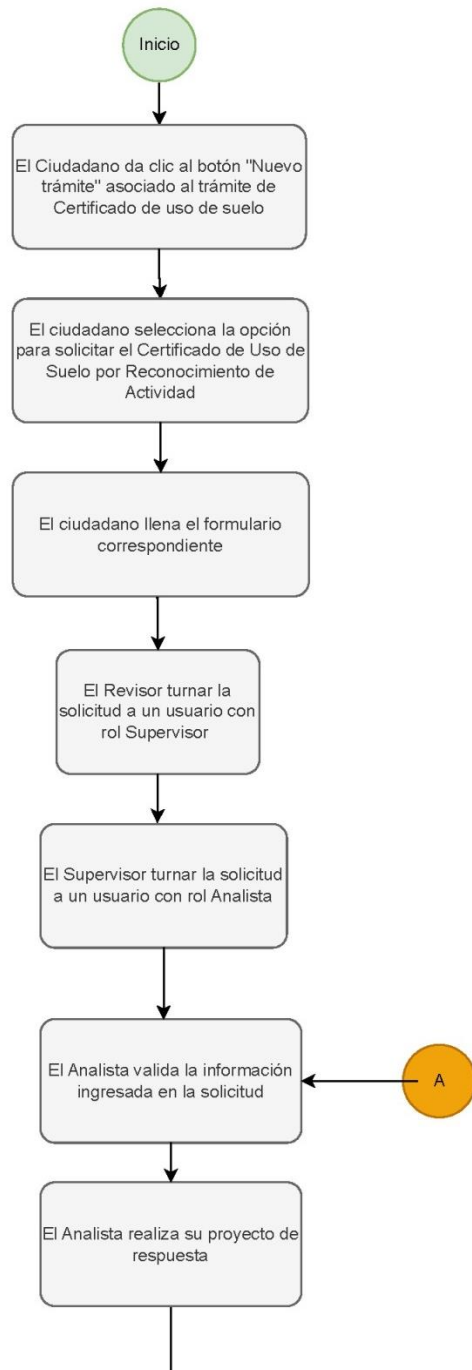 Inicio
El Ciudadano da clic al botón "Nuevo
trámite" asociado al trámite de
Certificado de uso de suelo
El ciudadano selecciona la opción
para solicitar el Certificado de Uso de
Suelo por Reconocimiento de
Actividad
El ciudadano llena el formulario
correspondiente
El Revisor turnar la
solicitud a un usuario con
rol Supervisor
El Supervisor turnar la solicitud
a un usuario con rol Analista
El Analista valida la información
ingresada en la solicitud
A
El Analista realiza su proyecto de
respuesta